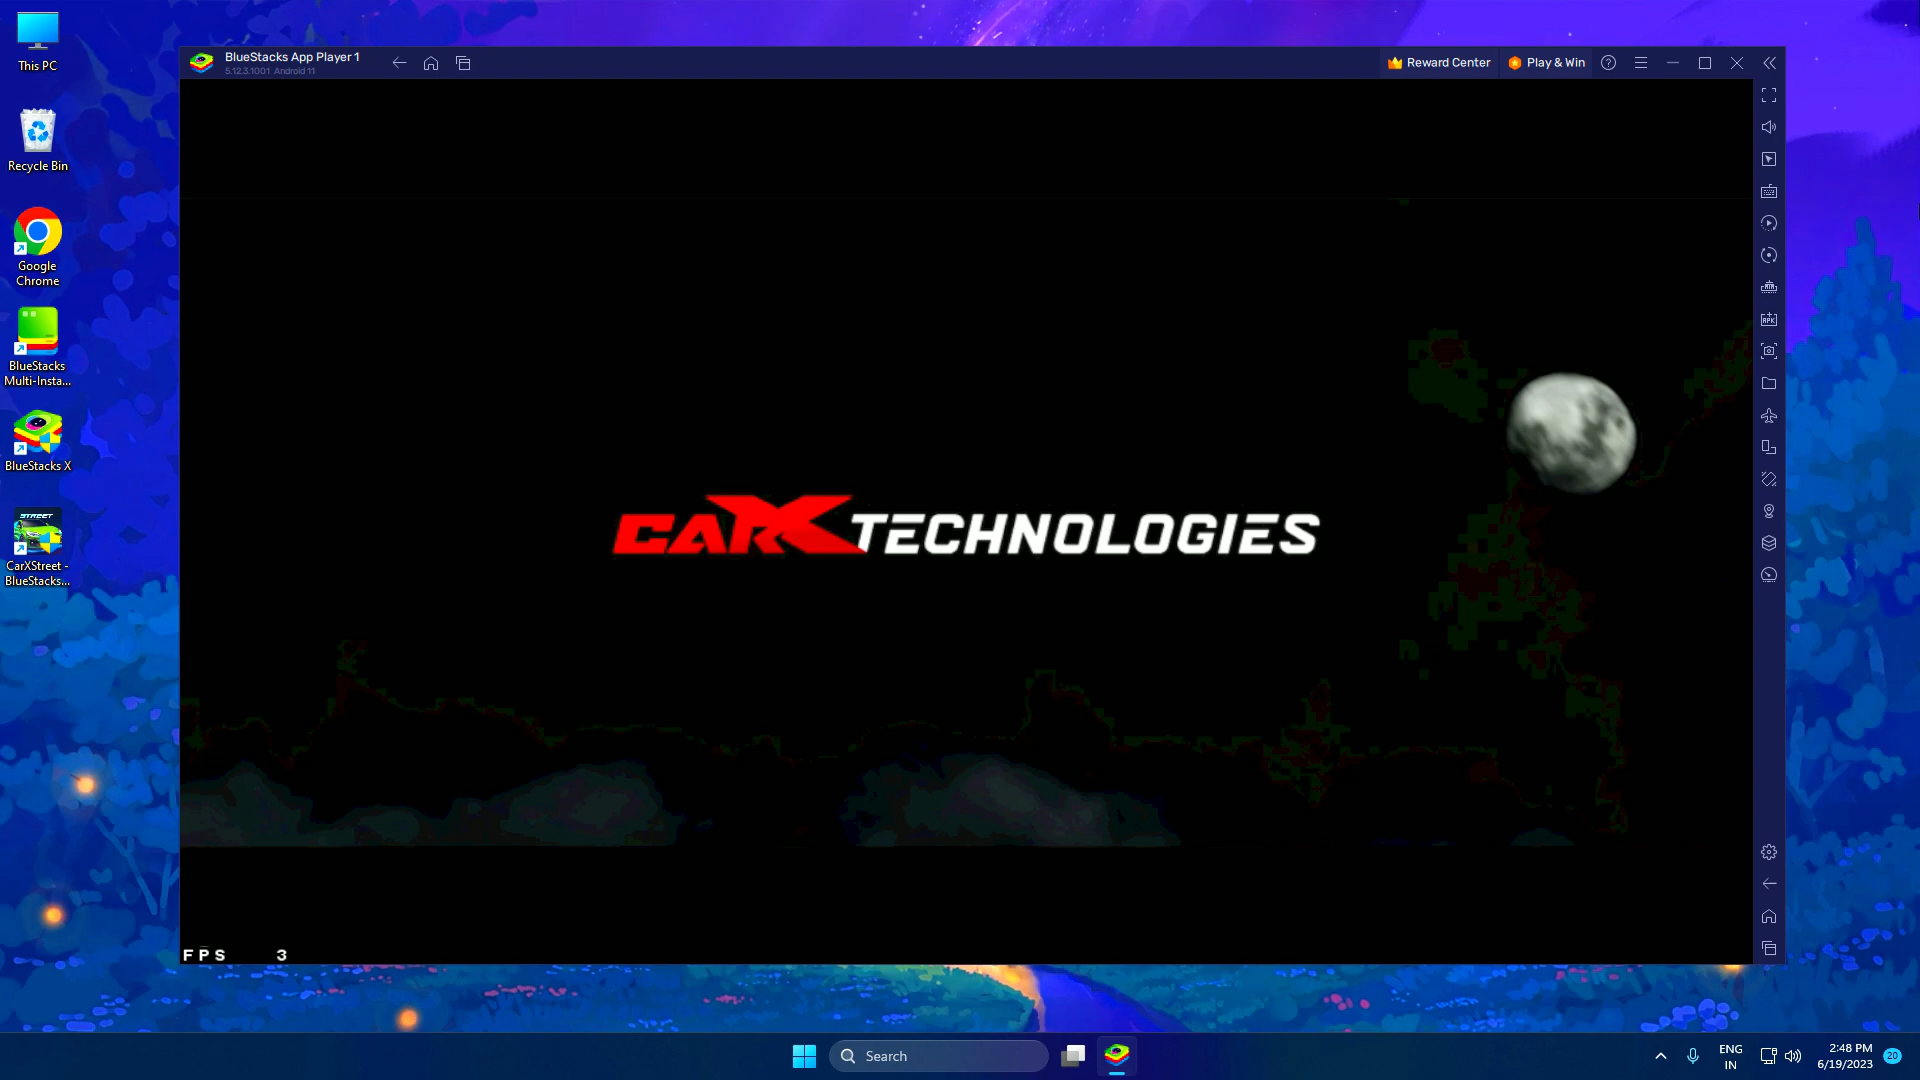 This PC
Recycle Bin
Google
Chrome
BlueStacks
Multi-Insta...
BlueStacks X
STREET
CarXStreet -
BlueStacks...
BlueStacks App Player 1
5.12.3.1001 Android 11
Reward Center
Play & Win
CARX TECHNOLOGIES
FPS 3
Search
ENG
IN
2:48 PM
6/19/2023
20